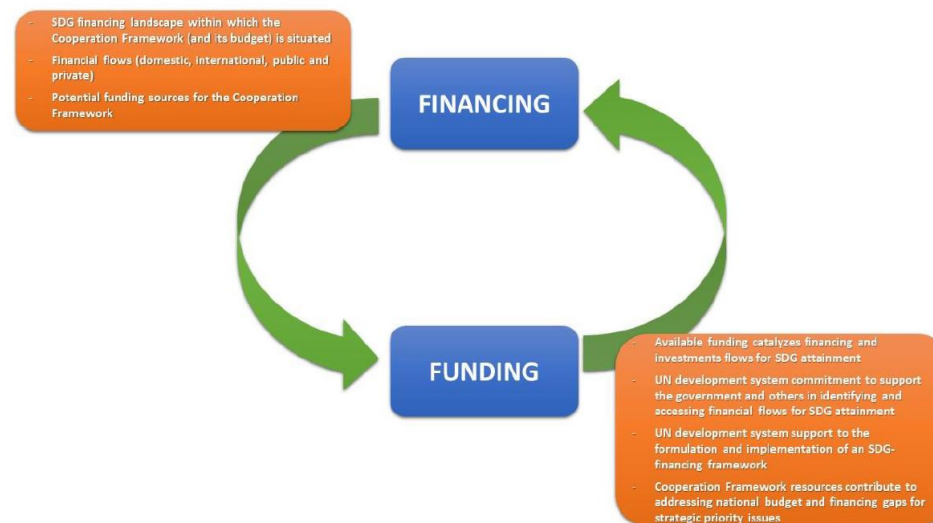 - SDG financing landscape within which the
Cooperation Framework (and its budget) is situated
- Financial flows (domestic, international, public and
private)
- Potential funding sources for the Cooperation
Framework
FINANCING
FUNDING
- Available funding catalyzes financing and
investments flows for SDG attainment
- UN development system commitment to support
the government and others in identifying and
accessing financial flows for SDG attainment
- UN development system support to the
formulation and implementation of an SDG-
financing framework
- Cooperation Framework resources contribute to
addressing national budget and financing gaps for
strategic priority issues